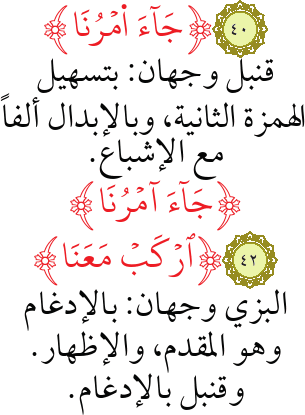 ٤٠ ﴿جَآءَ اَمْرُنَا﴾
قنبل وجهان: بتسهيل
الهمزة الثانية، وبالإبدال ألفاً
مع الإشباع.
﴿جَآءَ آمْرُنَا﴾
٤٢ ﴿ٱرْكَبْ مَعَنَا﴾
البزي وجهان: بالإدغام
وهو المقدم، والإظهار.
وقنبل بالإدغام.